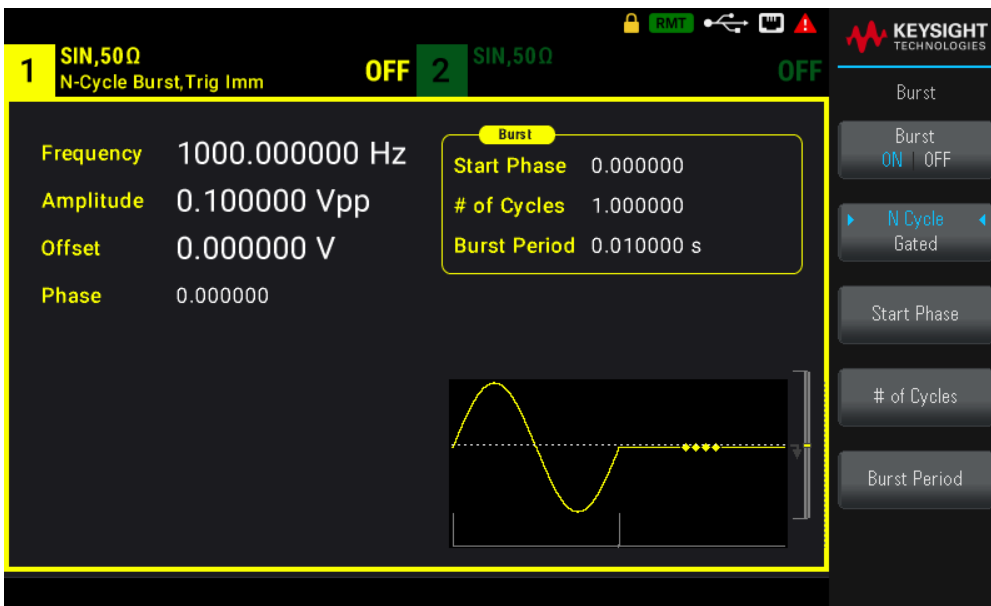 RMT
KEYSIGHT
TECHNOLOGIES
1
SIN,50Ω
N-Cycle Burst,Trig Imm
OFF
2
SIN,50Ω
OFF
Burst
Burst
ON | OFF
N Cycle
Gated
Start Phase
# of Cycles
Burst Period
Frequency 1000.000000 Hz
Amplitude 0.100000 Vpp
Offset 0.000000 V
Phase 0.000000
Burst
Start Phase 0.000000
# of Cycles 1.000000
Burst Period 0.010000 s